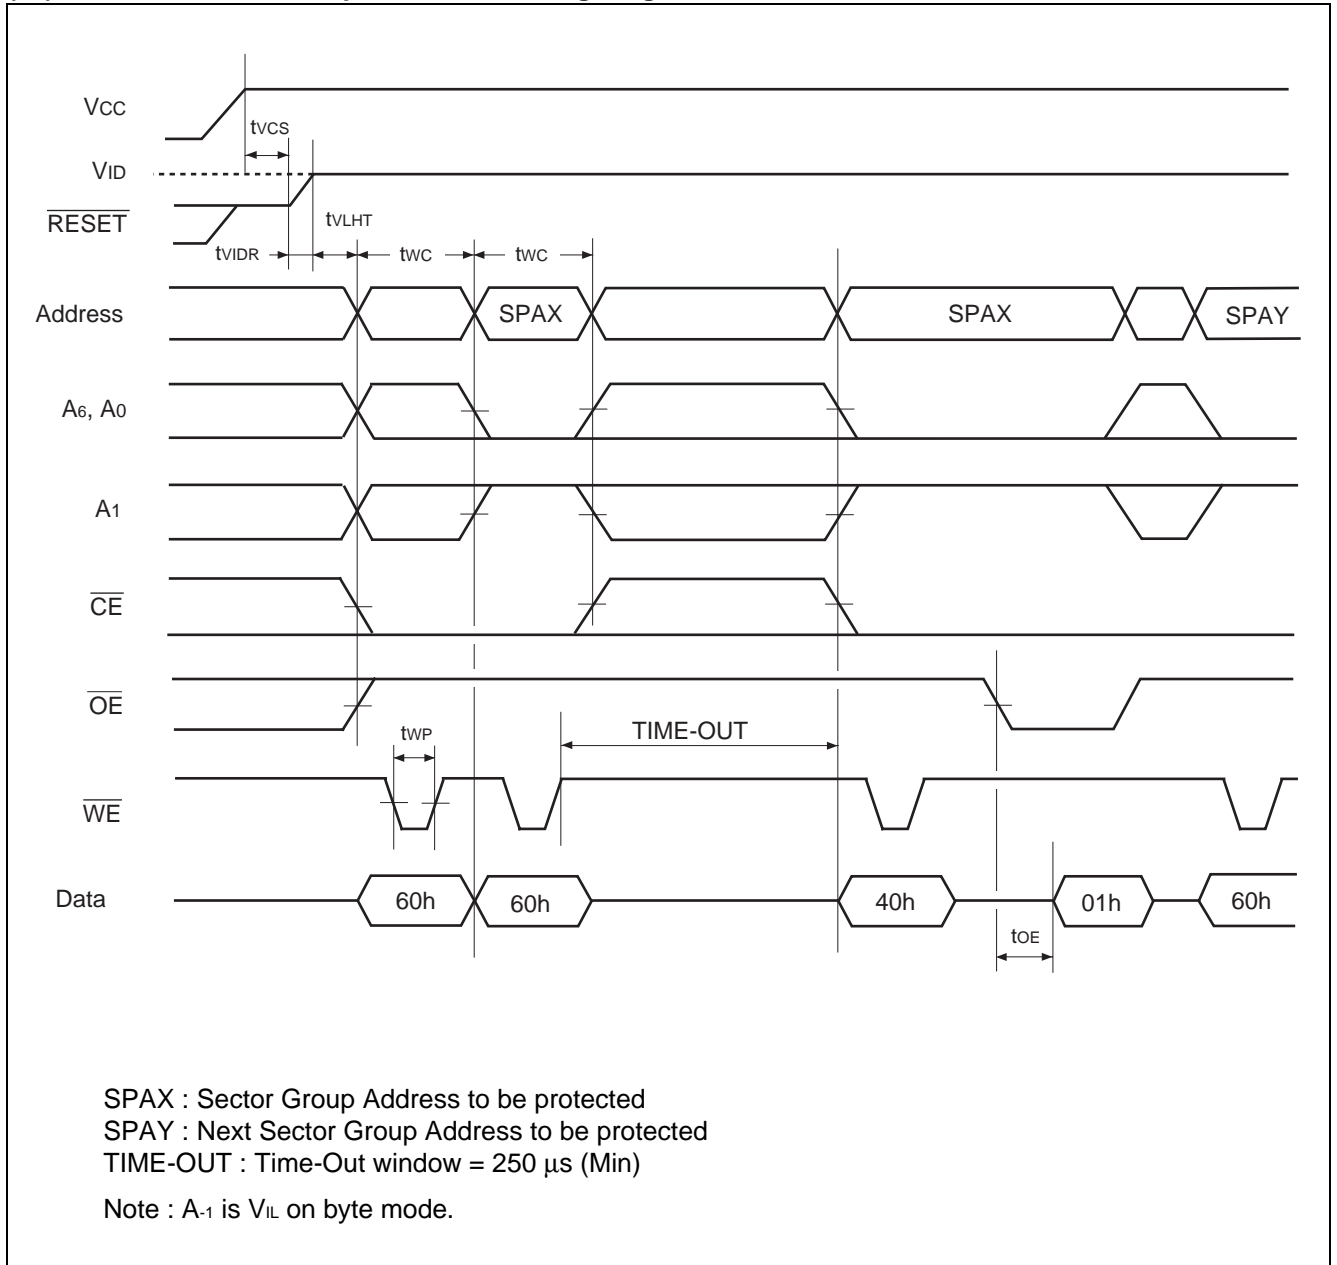 VCC
tVCS
VID
RESET
tVLHT
tVIDR
tWC
tWC
Address
SPAX
SPAX
SPAY
A6, A0
A1
CE
OE
tWP
TIME-OUT
WE
Data
60h
60h
40h
01h
60h
tOE
SPAX : Sector Group Address to be protected
SPAY : Next Sector Group Address to be protected
TIME-OUT : Time-Out window = 250 µs (Min)
Note : A-1 is VIL on byte mode.